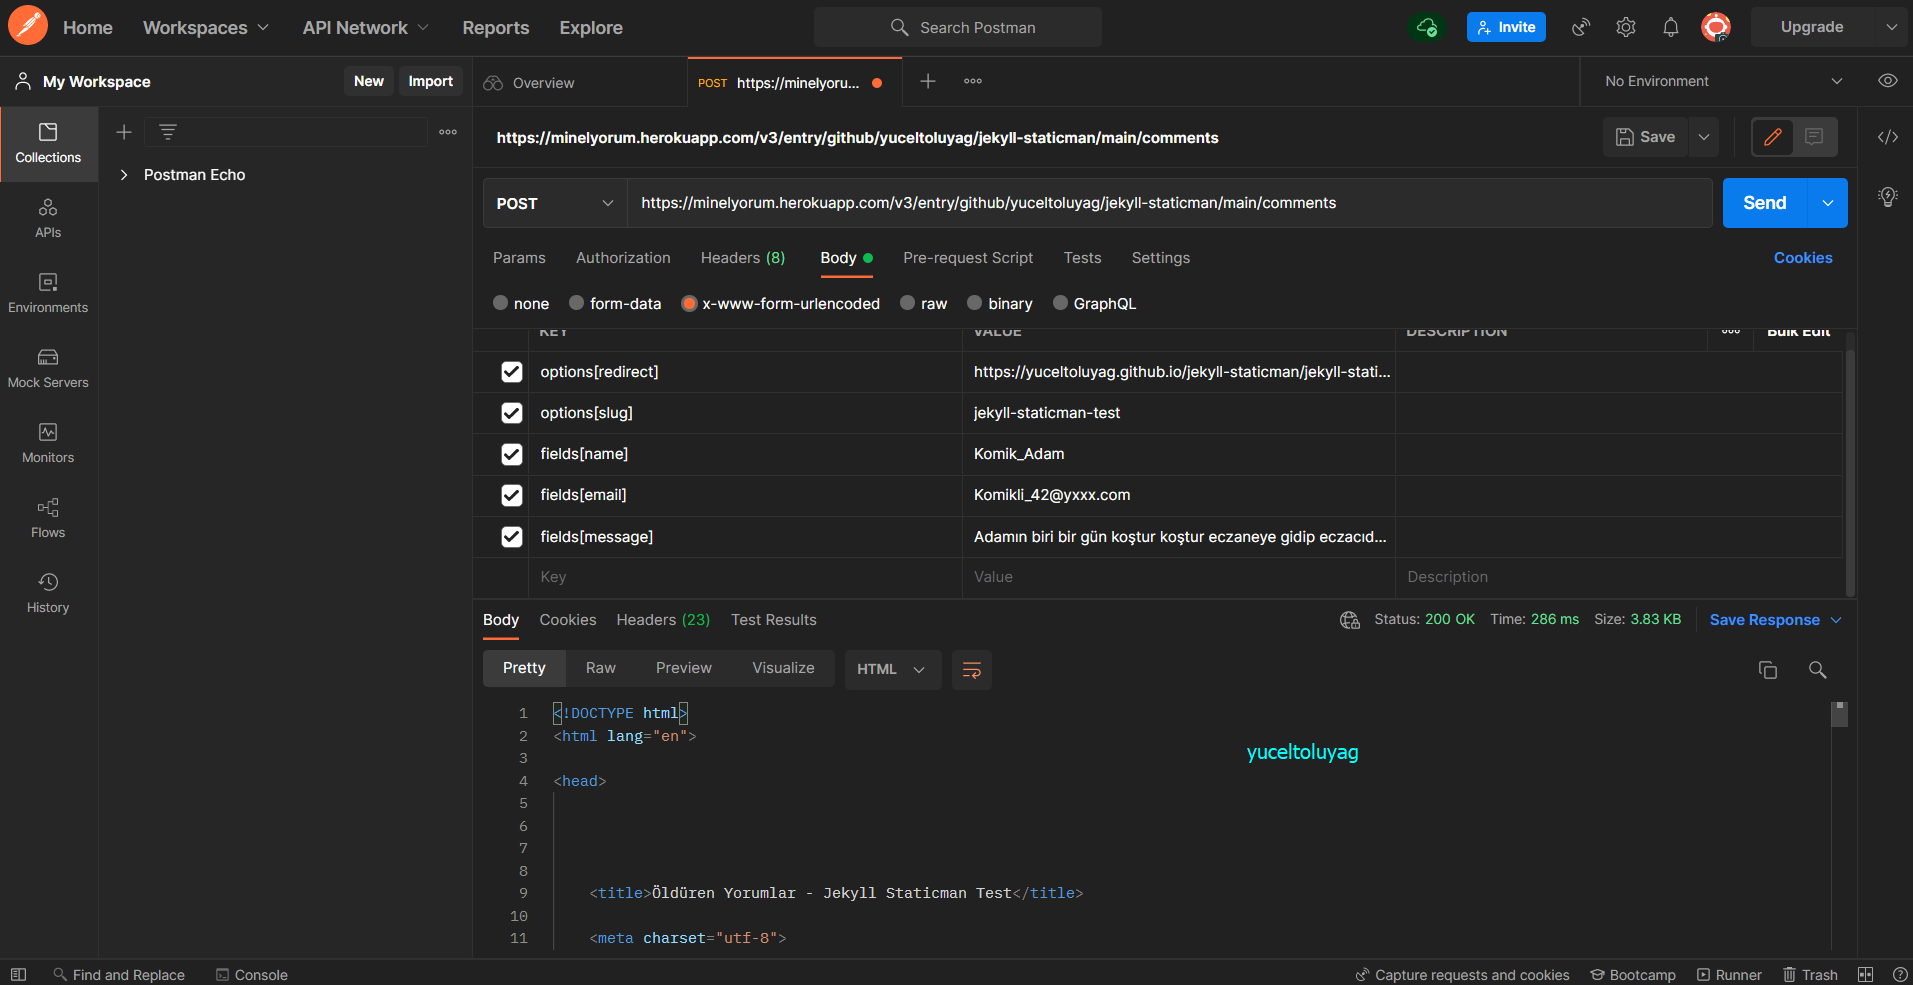 Home Workspaces API Network Reports Explore Search Postman Invite Upgrade
My Workspace New Import Overview POST https://minelyoru... No Environment
Collections
APIs
Environments
Mock Servers
Monitors
Flows
History
Postman Echo
https://minelyorum.herokuapp.com/v3/entry/github/yuceltoluyag/jekyll-staticman/main/comments Save
POST https://minelyorum.herokuapp.com/v3/entry/github/yuceltoluyag/jekyll-staticman/main/comments Send
Params Authorization Headers (8) Body Pre-request Script Tests Settings Cookies
none form-data x-www-form-urlencoded raw binary GraphQL
KEY VALUE DESCRIPTION Bulk Edit
options[redirect] https://yuceltoluyag.github.io/jekyll-staticman/jekyll-stati...
options[slug] jekyll-staticman-test
fields[name] Komik_Adam
fields[email] Komikli_42@yxxx.com
fields[message] Adamın biri bir gün koştur koştur eczaneye gidip eczacıd...
Key Value Description
Body Cookies Headers (23) Test Results Status: 200 OK Time: 286 ms Size: 3.83 KB Save Response
Pretty Raw Preview Visualize HTML
1 <!DOCTYPE html>
2 <html lang="en">
3
4 <head>
5
6
7
8
9 <title>Öldüren Yorumlar - Jekyll Staticman Test</title>
10
11 <meta charset="utf-8">
yuceltoluyag
Find and Replace Console Capture requests and cookies Bootcamp Runner Trash